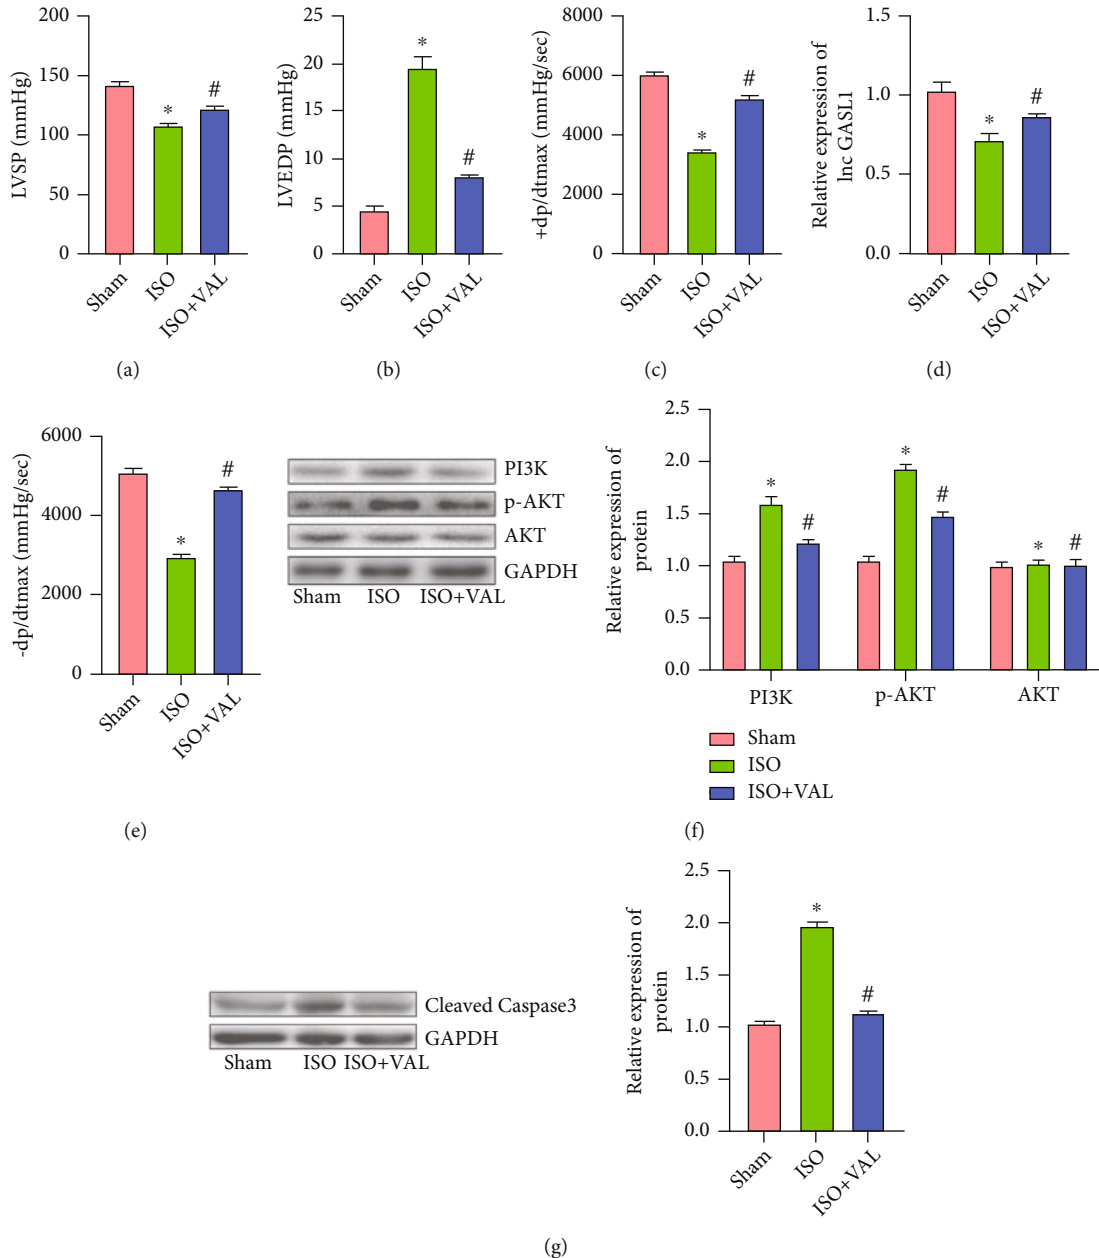 LVSP (mmHg)
200
150
100
50
0
*
#
Sham
ISO
ISO+VAL
(a)
LVEDP (mmHg)
25
20
15
10
5
0
*
#
Sham
ISO
ISO+VAL
(b)
+dp/dtmax (mmHg/sec)
8000
6000
4000
2000
0
*
#
Sham
ISO
ISO+VAL
(c)
Relative expression of
lnc GASL1
1.5
1.0
0.5
0.0
*
#
Sham
ISO
ISO+VAL
(d)
-dp/dtmax (mmHg/sec)
6000
4000
2000
0
*
#
Sham
ISO
ISO+VAL
(e)
PI3K
p-AKT
AKT
GAPDH
Sham ISO ISO+VAL
Relative expression of
protein
2.5
2.0
1.5
1.0
0.5
0.0
*
#
*
#
*
#
PI3K p-AKT AKT
Sham
ISO
ISO+VAL
(f)
Cleaved Caspase3
GAPDH
Sham ISO ISO+VAL
Relative expression of
protein
2.5
2.0
1.5
1.0
0.5
0.0
*
#
Sham
ISO
ISO+VAL
(g)